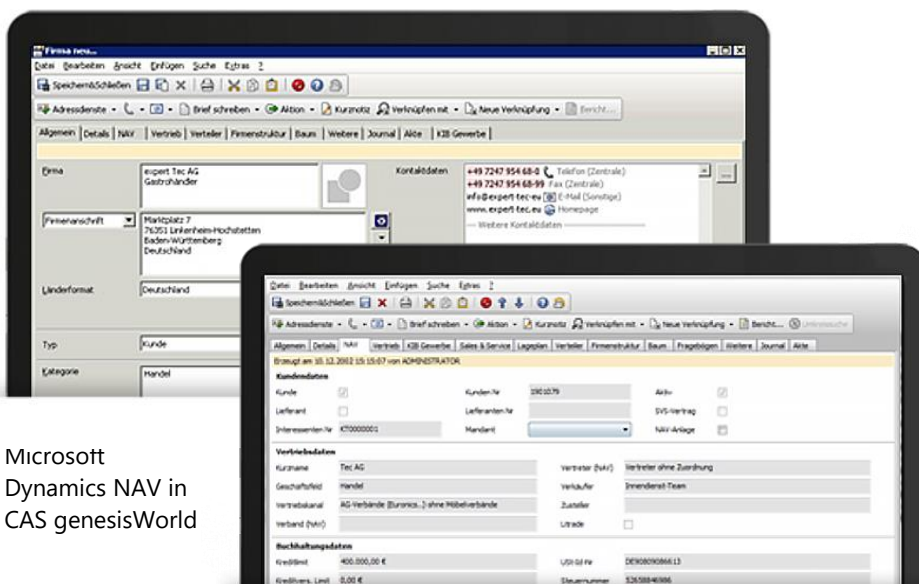 Firma neu...
Datei Bearbeiten Ansicht Einfügen Suche Extras ?
Speichern&Schließen
Adressdienste Brief schreiben Aktion Kurznotiz Verknüpfen mit Neue Verknüpfung Bericht...
Allgemein Details NAV Vertrieb Verteiler Firmenstruktur Baum Weitere Journal Akte KIB Gewerbe
Firma
expert Tec AG
Gastrohändler
Kontaktdaten
+49 7247 954 68-0 Telefon (Zentrale)
+49 7247 954 68-99 Fax (Zentrale)
info@expert-tec-eu E-Mail (Sonstige)
www.expert-tec.eu Homepage
Weitere Kontaktdaten
Firmenanschrift
Marktplatz 7
76351 Linkenheim-Hochstetten
Baden-Württemberg
Deutschland
Länderformat Deutschland
Typ Kunde
Kategorie Handel
Datei Bearbeiten Ansicht Einfügen Suche Extras ?
Speichern&Schließen
Adressdienste Brief schreiben Aktion Kurznotiz Verknüpfen mit Neue Verknüpfung Bericht...
Allgemein Details NAV Vertrieb KIB Gewerbe Sales & Service Lageplan Verteiler Firmenstruktur Baum Fragebögen Weitere Journal Akte
Erzeugt am 10.12.2002 15:15:07 von ADMINISTRATOR
Kundendaten
Kunde Kunden Nr 1901079 Aktiv
Lieferant Lieferanten Nr SVS-Vertrag
Interessenten Nr KT0000001 Mandant NAV-Anlage
Vertriebsdaten
Kurzname Tec AG Vertreter (NAV) Vertreter ohne Zuordnung
Geschäftsfeld Handel Verkäufer Innendienst-Team
Vertriebskanal AG-Verbände (Euronics...) ohne Möbelverbände Zusteller
Verband (NAV) Litrade
Buchhaltungsdaten
Kreditlimit 400.000,00 € USt-Id Nr DE90809086613
Kreditvers. Limit 0,00 € Steuernummer 52658846986
Microsoft
Dynamics NAV in
CAS genesisWorld